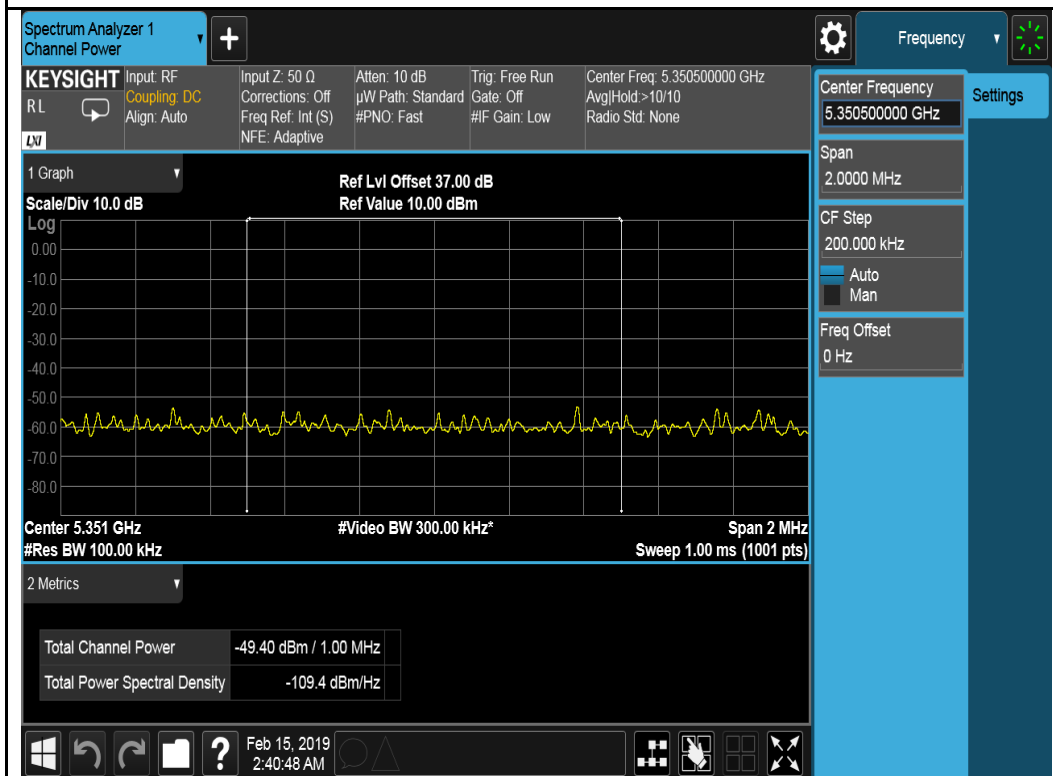 Spectrum Analyzer 1
Channel Power
▼
+
Frequency
▼
KEYSIGHT
RL
LXI
Input: RF
Coupling: DC
Align: Auto
Input Z: 50 Ω
Corrections: Off
Freq Ref: Int (S)
NFE: Adaptive
Atten: 10 dB
µW Path: Standard
#PNO: Fast
Trig: Free Run
Gate: Off
#IF Gain: Low
Center Freq: 5.350500000 GHz
Avg|Hold:>10/10
Radio Std: None
Center Frequency
5.350500000 GHz
Settings
Span
2.0000 MHz
CF Step
200.000 kHz
Auto
Man
Freq Offset
0 Hz
1 Graph ▼
Ref Lvl Offset 37.00 dB
Scale/Div 10.0 dB Ref Value 10.00 dBm
Log
0.00
-10.0
-20.0
-30.0
-40.0
-50.0
-60.0
-70.0
-80.0
Center 5.351 GHz #Video BW 300.00 kHz* Span 2 MHz
#Res BW 100.00 kHz Sweep 1.00 ms (1001 pts)
2 Metrics ▼
Total Channel Power -49.40 dBm / 1.00 MHz
Total Power Spectral Density -109.4 dBm/Hz
?
Feb 15, 2019
2:40:48 AM